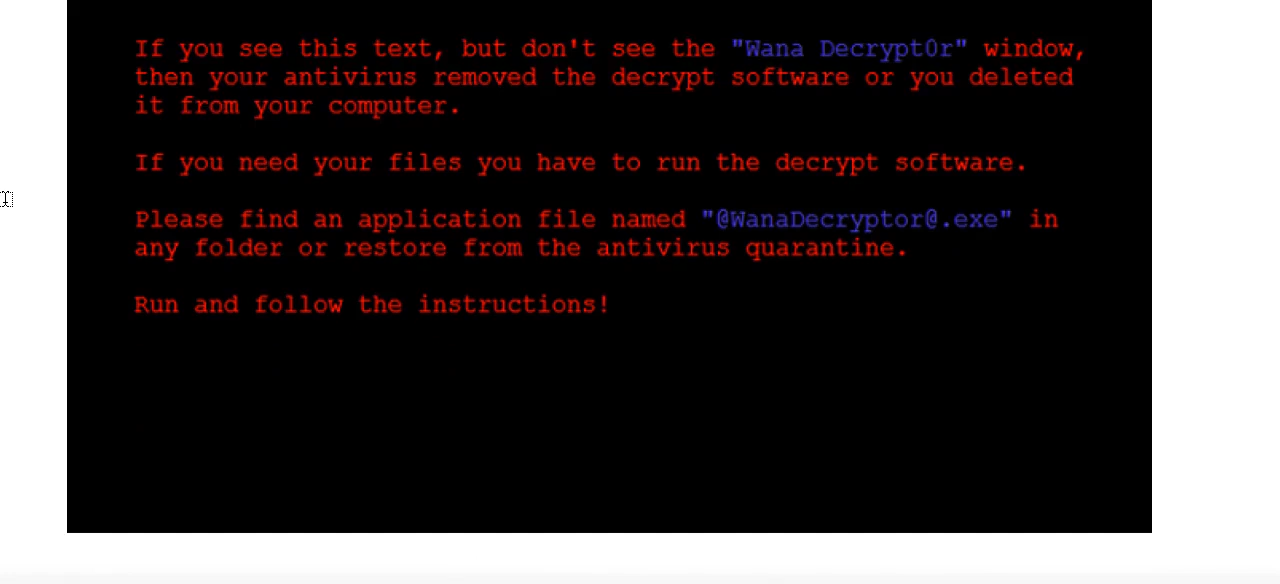 If you see this text, but don't see the "Wana Decrypt0r" window,
then your antivirus removed the decrypt software or you deleted
it from your computer.
If you need your files you have to run the decrypt software.
Please find an application file named "@WanaDecryptor@.exe" in
any folder or restore from the antivirus quarantine.
Run and follow the instructions!